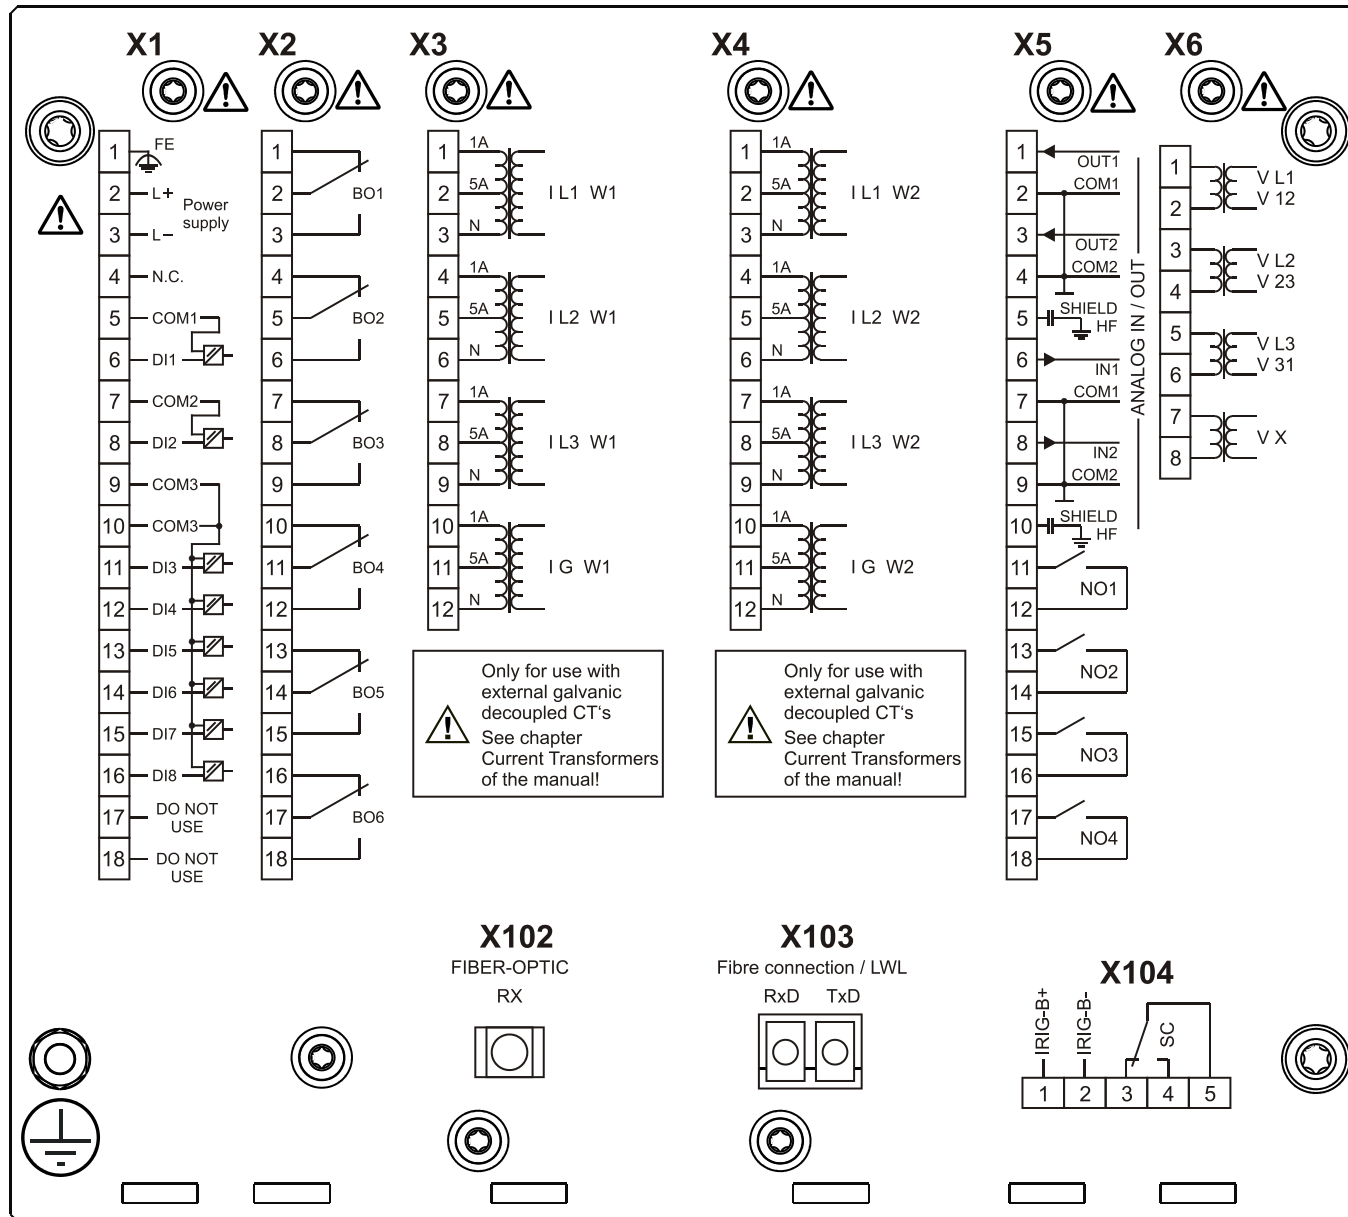 X1
1 FE
2 L+ Power supply
3 L−
4 N.C.
5 COM1
6 DI1
7 COM2
8 DI2
9 COM3
10 COM3
11 DI3
12 DI4
13 DI5
14 DI6
15 DI7
16 DI8
17 DO NOT USE
18 DO NOT USE
X2
1
2 BO1
3
4
5 BO2
6
7
8 BO3
9
10
11 BO4
12
13
14 BO5
15
16
17 BO6
18
X3
1 1A
2 5A I L1 W1
3 N
4 1A
5 5A I L2 W1
6 N
7 1A
8 5A I L3 W1
9 N
10 1A
11 5A I G W1
12 N
Only for use with
external galvanic
decoupled CT‘s
See chapter
Current Transformers
of the manual!
X4
1 1A
2 5A I L1 W2
3 N
4 1A
5 5A I L2 W2
6 N
7 1A
8 5A I L3 W2
9 N
10 1A
11 5A I G W2
12 N
Only for use with
external galvanic
decoupled CT‘s
See chapter
Current Transformers
of the manual!
X5
1 OUT1
2 COM1
3 OUT2
4 COM2
5 SHIELD
HF
6 IN1
7 COM1
8 IN2
9 COM2
10 SHIELD
HF
ANALOG IN / OUT
11
NO1
12
13
NO2
14
15
NO3
16
17
NO4
18
X6
1 V L1
2 V 12
3 V L2
4 V 23
5 V L3
6 V 31
7
V X
8
X102
FIBER-OPTIC
RX
X103
Fibre connection / LWL
RxD TxD
X104
IRIG-B+
IRIG-B-
SC
1 2 3 4 5